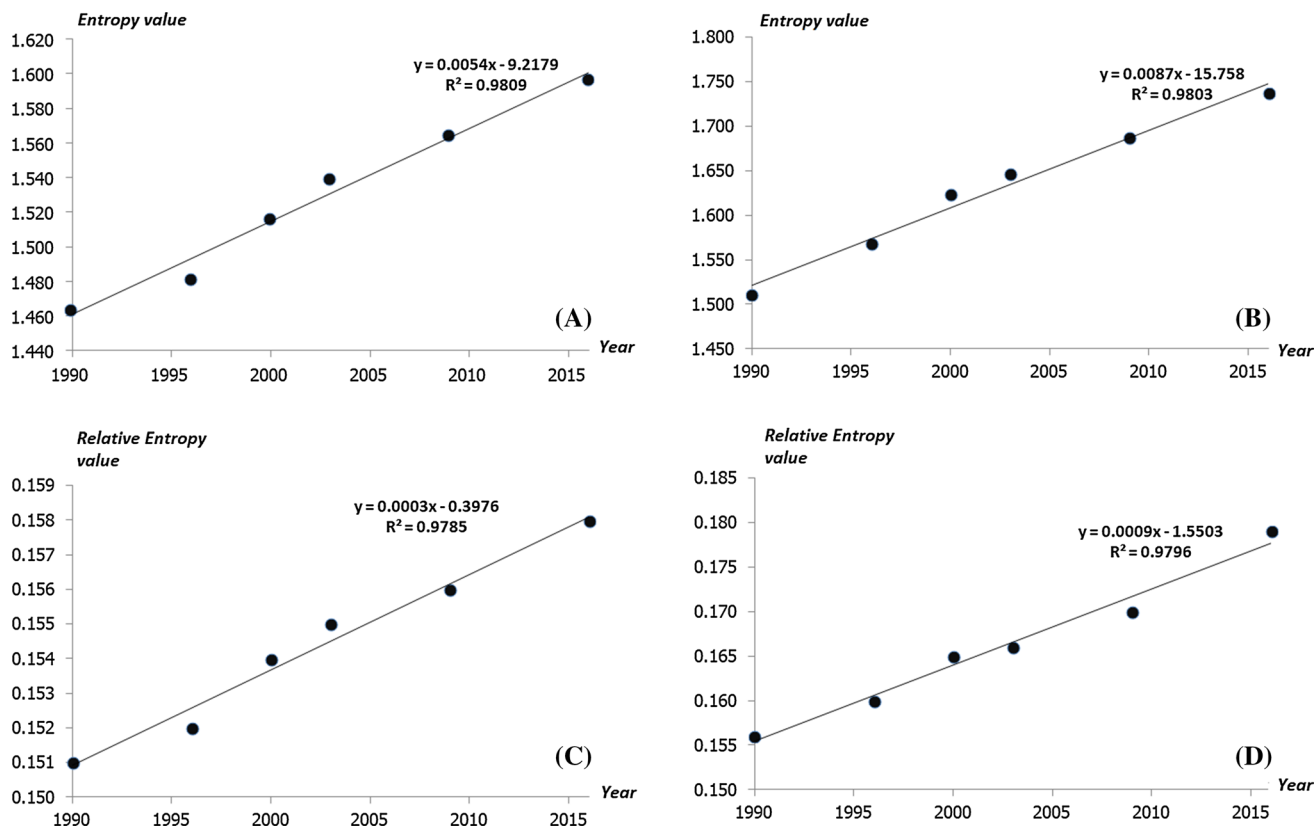 Entropy value
1.620
1.600
1.580
1.560
1.540
1.520
1.500
1.480
1.460
1.440
y = 0.0054x - 9.2179
R² = 0.9809
(A)
Year
1990 1995 2000 2005 2010 2015
Entropy value
1.800
1.750
1.700
1.650
1.600
1.550
1.500
1.450
y = 0.0087x - 15.758
R² = 0.9803
(B)
Year
1990 1995 2000 2005 2010 2015
Relative Entropy
value
0.159
0.158
0.157
0.156
0.155
0.154
0.153
0.152
0.151
0.150
y = 0.0003x - 0.3976
R² = 0.9785
(C)
Year
1990 1995 2000 2005 2010 2015
Relative Entropy
value
0.185
0.180
0.175
0.170
0.165
0.160
0.155
0.150
y = 0.0009x - 1.5503
R² = 0.9796
(D)
Year
1990 1995 2000 2005 2010 2015